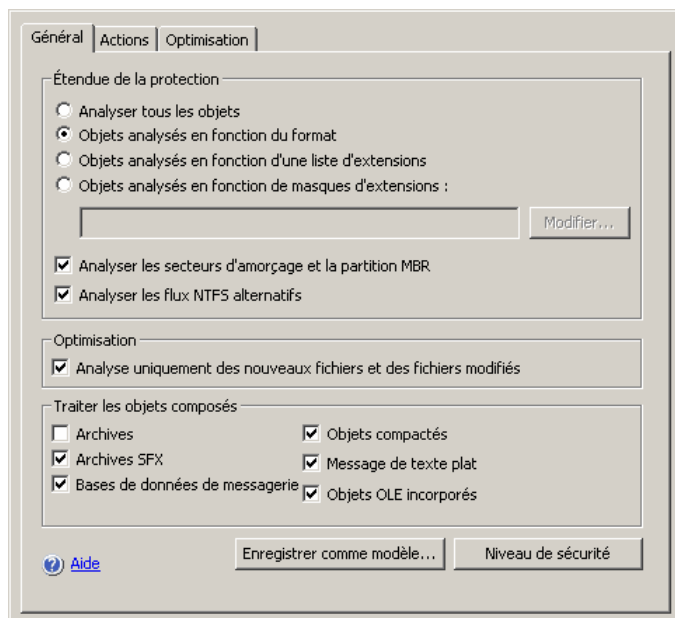 Général Actions Optimisation
Étendue de la protection
Analyser tous les objets
Objets analysés en fonction du format
Objets analysés en fonction d'une liste d'extensions
Objets analysés en fonction de masques d'extensions :
Modifier...
Analyser les secteurs d'amorçage et la partition MBR
Analyser les flux NTFS alternatifs
Optimisation
Analyse uniquement des nouveaux fichiers et des fichiers modifiés
Traiter les objets composés
Archives Objets compactés
Archives SFX Message de texte plat
Bases de données de messagerie Objets OLE incorporés
Aide Enregistrer comme modèle... Niveau de sécurité